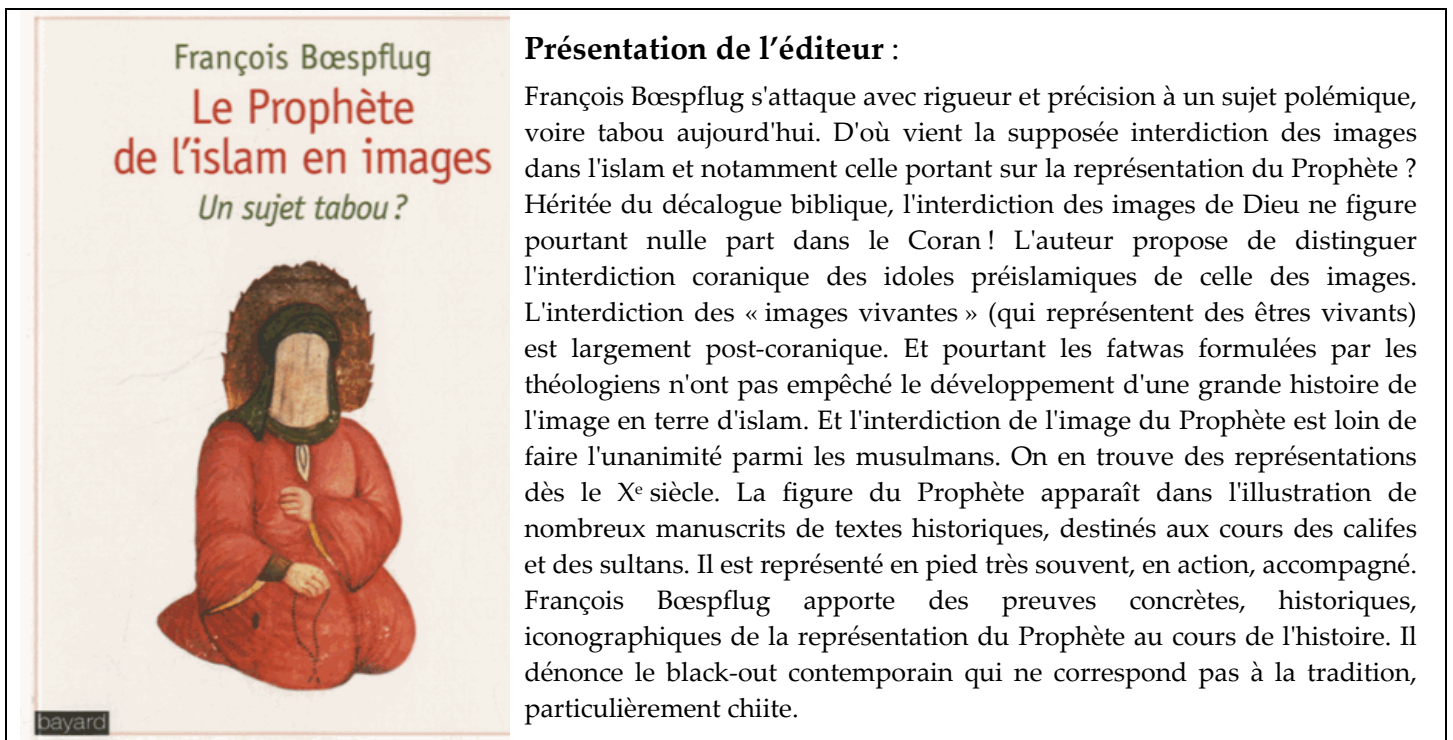 François Bœspflug
Le Prophète
de l'islam en images
Un sujet tabou ?
bayard
Présentation de l'éditeur :
François Bœspflug s'attaque avec rigueur et précision à un sujet polémique,
voire tabou aujourd'hui. D'où vient la supposée interdiction des images
dans l'islam et notamment celle portant sur la représentation du Prophète ?
Héritée du décalogue biblique, l'interdiction des images de Dieu ne figure
pourtant nulle part dans le Coran ! L'auteur propose de distinguer
l'interdiction coranique des idoles préislamiques de celle des images.
L'interdiction des « images vivantes » (qui représentent des êtres vivants)
est largement post-coranique. Et pourtant les fatwas formulées par les
théologiens n'ont pas empêché le développement d'une grande histoire de
l'image en terre d'islam. Et l'interdiction de l'image du Prophète est loin de
faire l'unanimité parmi les musulmans. On en trouve des représentations
dès le Xe siècle. La figure du Prophète apparaît dans l'illustration de
nombreux manuscrits de textes historiques, destinés aux cours des califes
et des sultans. Il est représenté en pied très souvent, en action, accompagné.
François Bœspflug apporte des preuves concrètes, historiques,
iconographiques de la représentation du Prophète au cours de l'histoire. Il
dénonce le black-out contemporain qui ne correspond pas à la tradition,
particulièrement chiite.